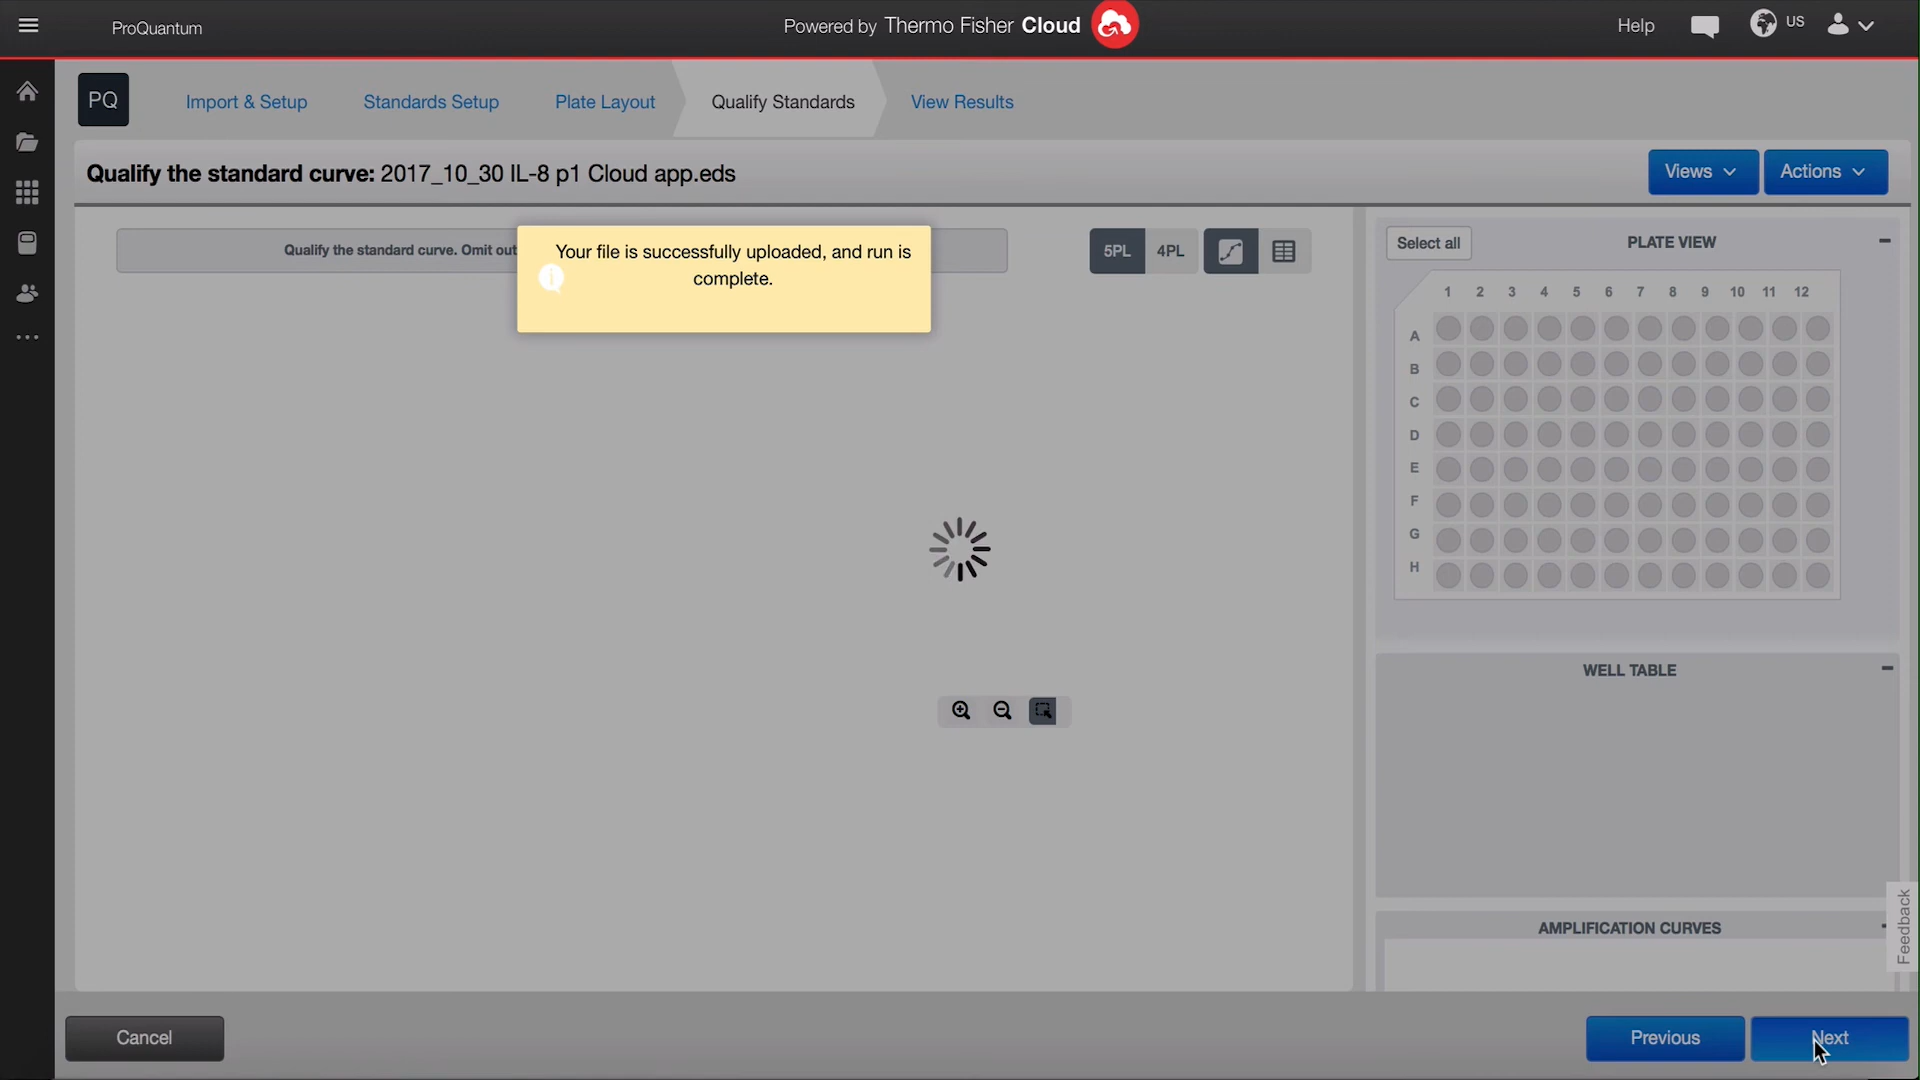 ProQuantum
Powered by Thermo Fisher Cloud
Help
US
PQ
Import & Setup
Standards Setup
Plate Layout
Qualify Standards
View Results
Qualify the standard curve: 2017_10_30 IL-8 p1 Cloud app.eds
Views
Actions
Qualify the standard curve. Omit out
Your file is successfully uploaded, and run is
complete.
5PL
4PL
Select all
PLATE VIEW
1 2 3 4 5 6 7 8 9 10 11 12
A
B
C
D
E
F
G
H
WELL TABLE
AMPLIFICATION CURVES
Feedback
Cancel
Previous
Next